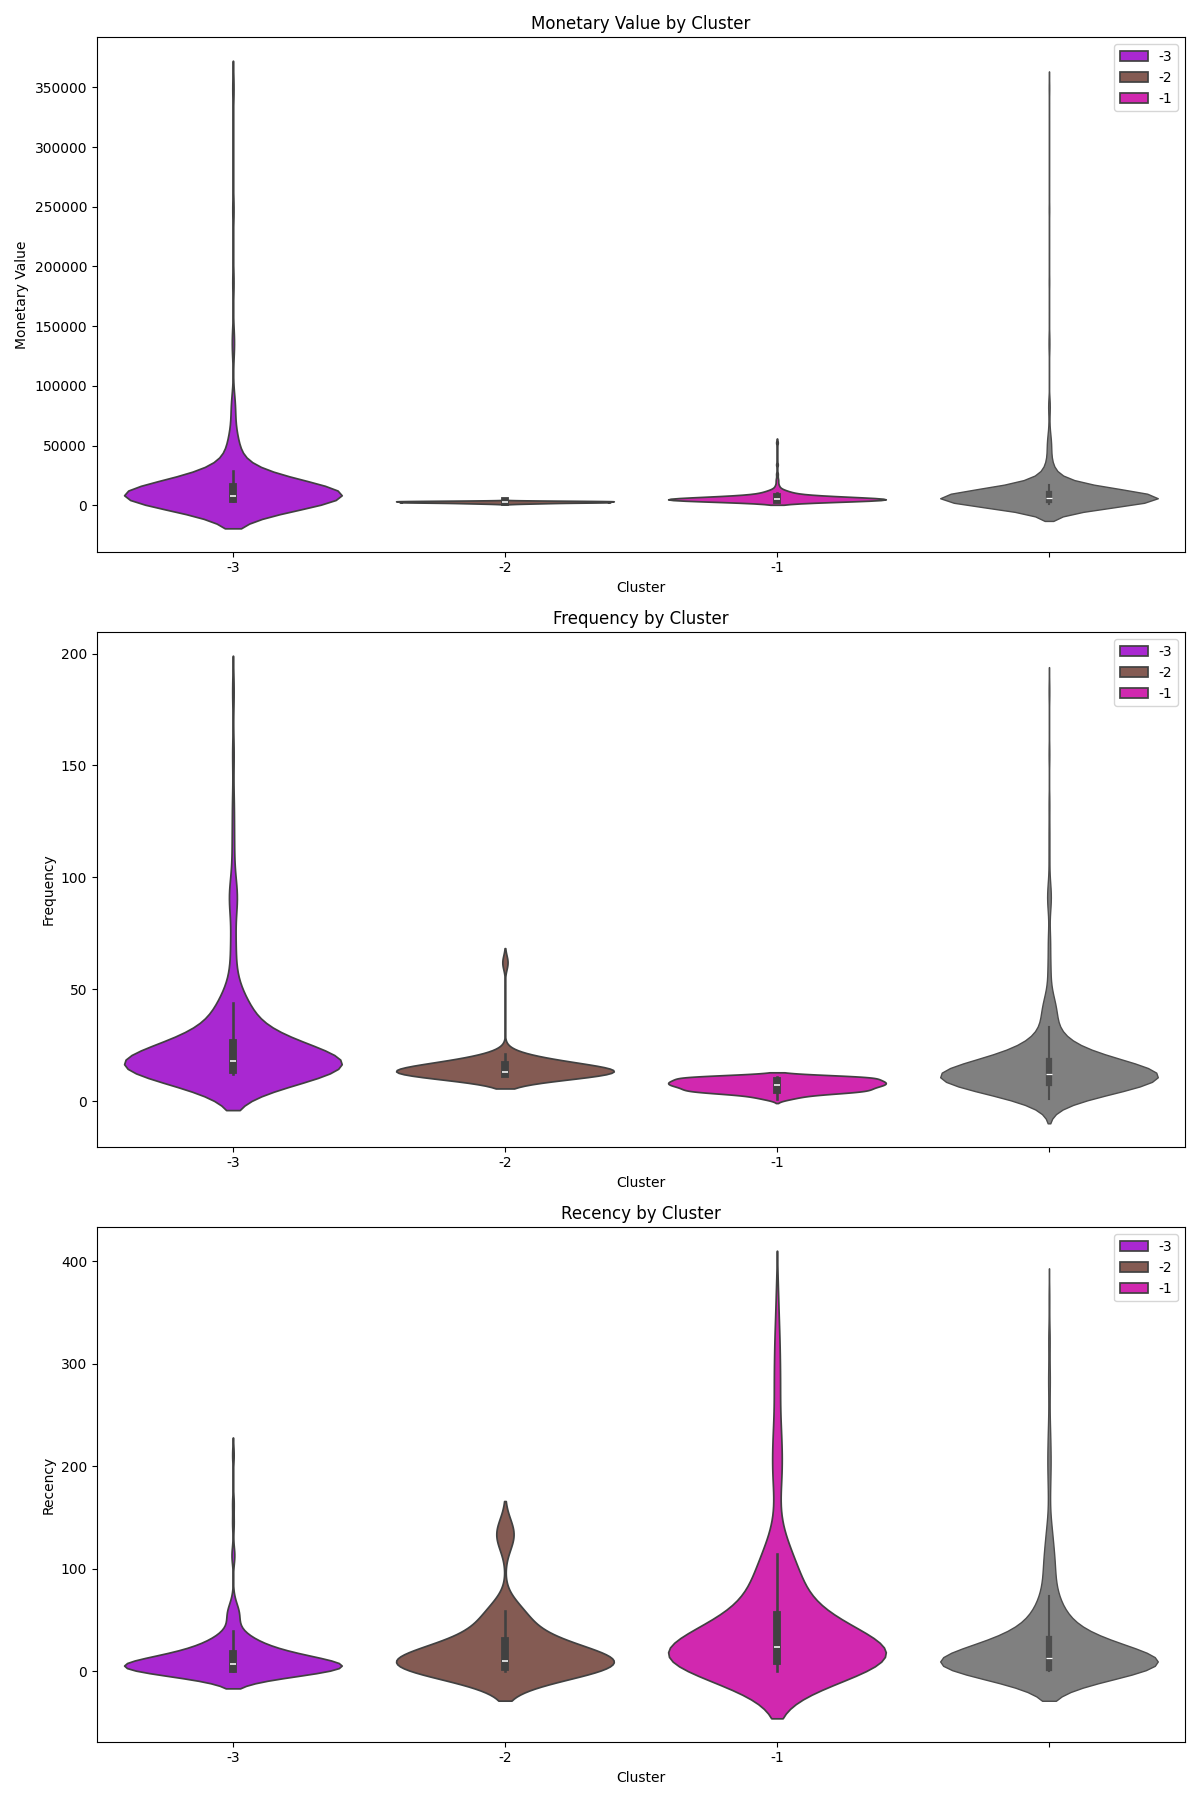 Monetary Value by Cluster
-3
-2
-1
350000
300000
250000
200000
150000
100000
50000
0
Monetary Value
-3 -2 -1
Cluster
Frequency by Cluster
-3
-2
-1
200
150
100
50
0
Frequency
-3 -2 -1
Cluster
Recency by Cluster
-3
-2
-1
400
300
200
100
0
Recency
-3 -2 -1
Cluster